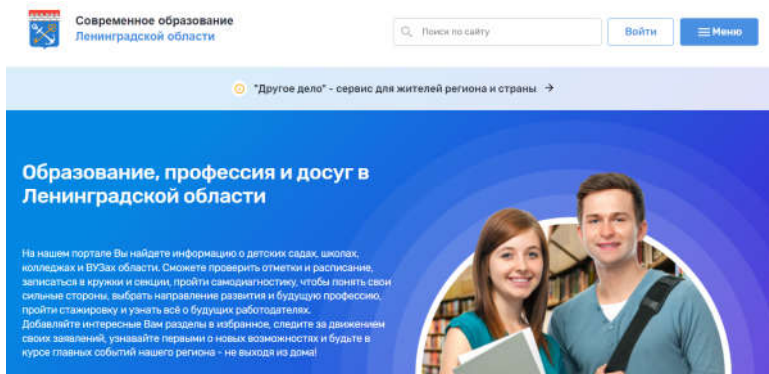 Современное образование
Ленинградской области
Поиск по сайту
Войти
Меню
"Другое дело" - сервис для жителей региона и страны →
Образование, профессия и досуг в
Ленинградской области
На нашем портале Вы найдете информацию о детских садах, школах,
колледжах и ВУЗах области. Сможете проверить отметки и расписание,
записаться в кружки и секции, пройти самодиагностику, чтобы понять свои
сильные стороны, выбрать направление развития и будущую профессию,
пройти стажировку и узнать всё о будущих работодателях.
Добавляйте интересные Вам разделы в избранное, следите за движением
своих заявлений, узнавайте первыми о новых возможностях и будьте в
курсе главных событий нашего региона - не выходя из дома!